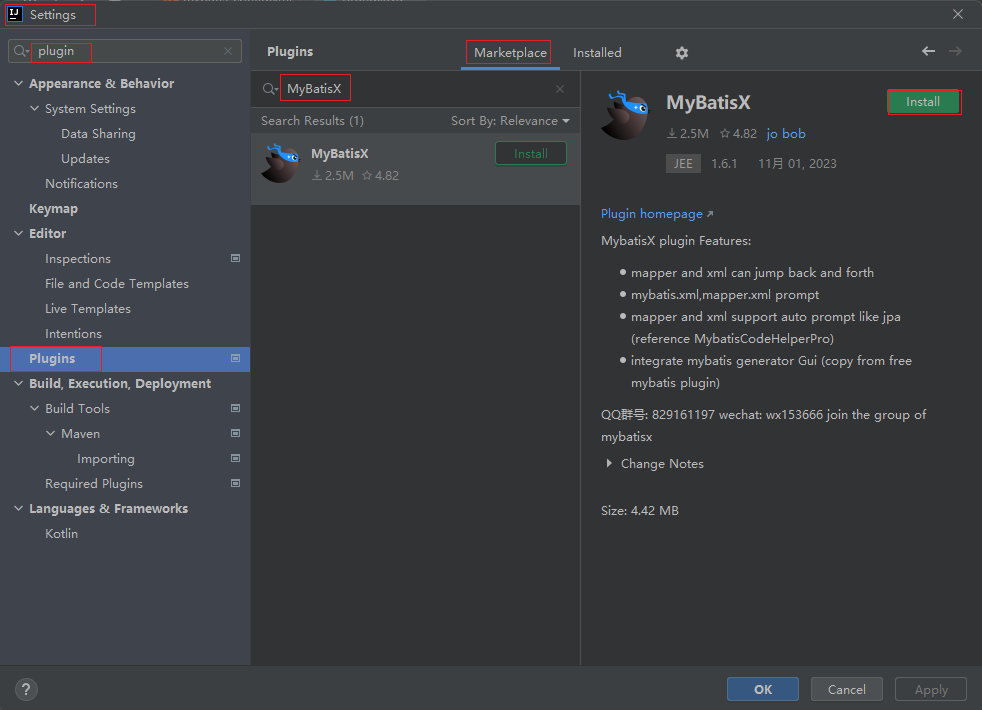 IJ
Settings
plugin
Appearance & Behavior
System Settings
Data Sharing
Updates
Notifications
Keymap
Editor
Inspections
File and Code Templates
Live Templates
Intentions
Plugins
Build, Execution, Deployment
Build Tools
Maven
Importing
Required Plugins
Languages & Frameworks
Kotlin
Plugins
Marketplace
Installed
MyBatisX
Search Results (1)
Sort By: Relevance
MyBatisX
Install
2.5M 4.82
MyBatisX
Install
2.5M 4.82 jo bob
JEE 1.6.1 11月 01, 2023
Plugin homepage
MybatisX plugin Features:
mapper and xml can jump back and forth
mybatis.xml,mapper.xml prompt
mapper and xml support auto prompt like jpa
(reference MybatisCodeHelperPro)
integrate mybatis generator Gui (copy from free
mybatis plugin)
QQ群号: 829161197 wechat: wx153666 join the group of
mybatisx
Change Notes
Size: 4.42 MB
?
OK
Cancel
Apply